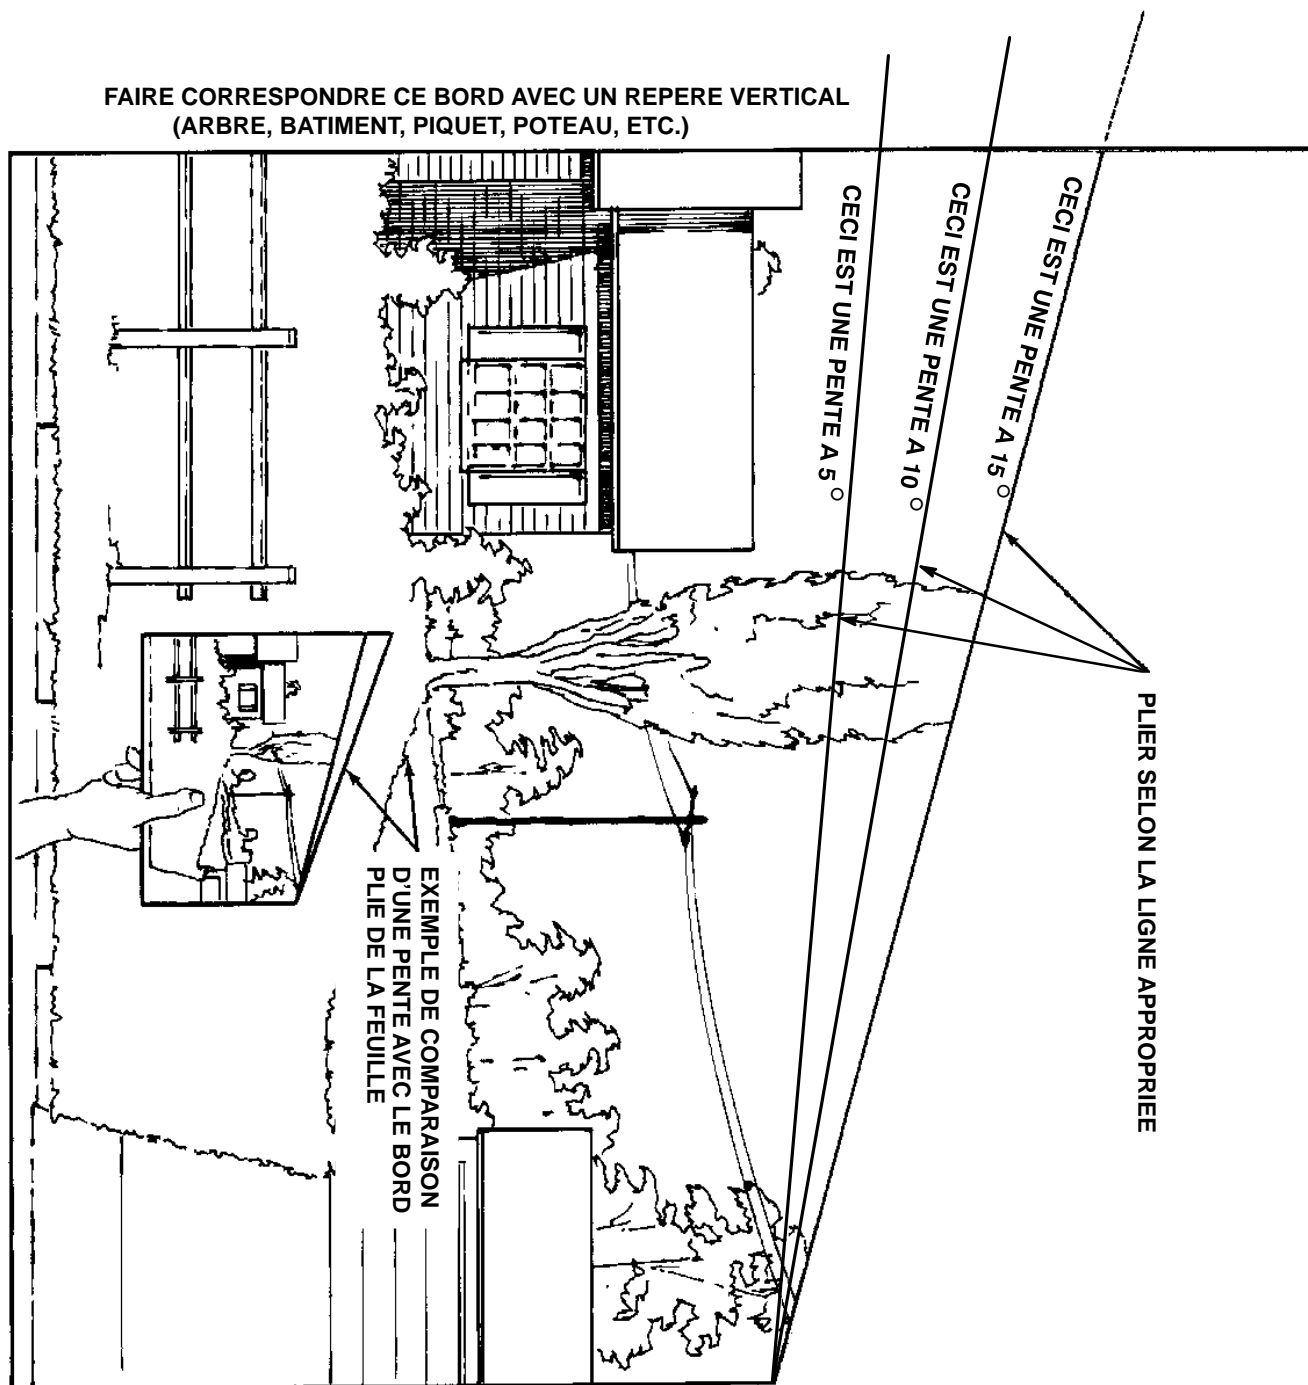 FAIRE CORRESPONDRE CE BORD AVEC UN REPERE VERTICAL
(ARBRE, BATIMENT, PIQUET, POTEAU, ETC.)
CECI EST UNE PENTE A 5°
CECI EST UNE PENTE A 10°
CECI EST UNE PENTE A 15°
PLIER SELON LA LIGNE APPROPRIEE
EXEMPLE DE COMPARAISON
D'UNE PENTE AVEC LE BORD
PLIE DE LA FEUILLE